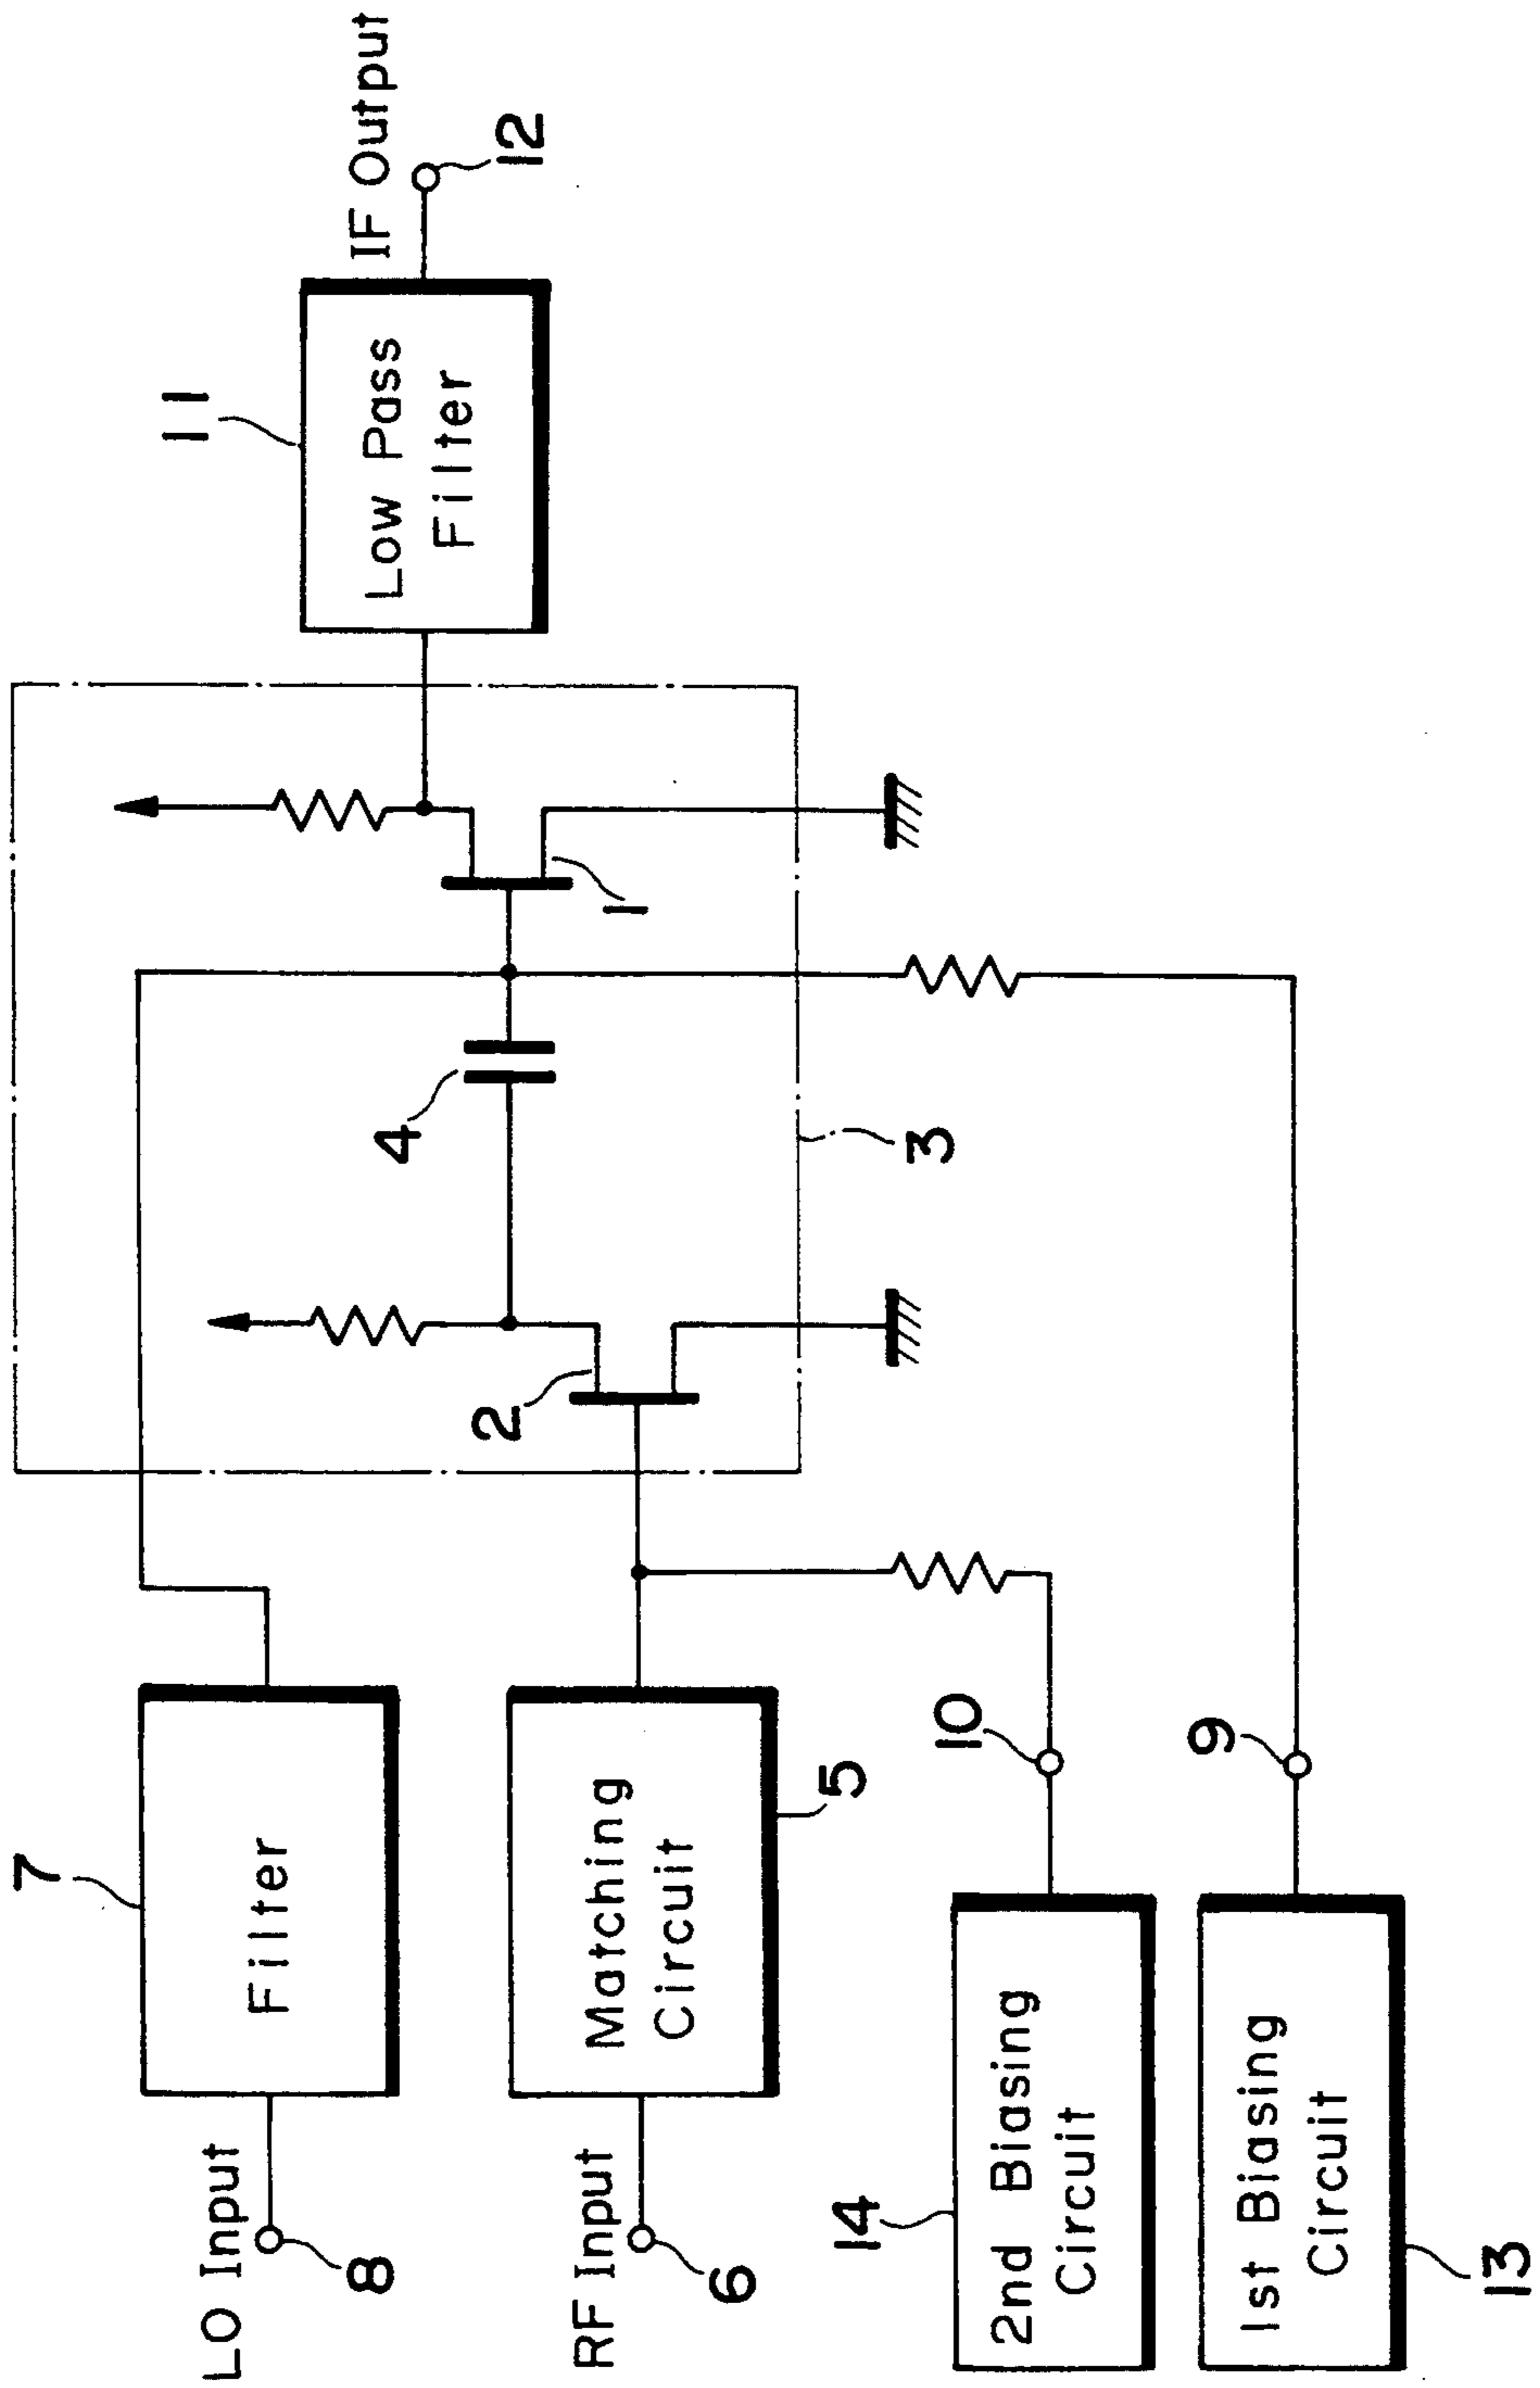 LO Input
8
7
Filter
RF Input
6
Matching
Circuit
5
14
2nd Biasing
Circuit
10
13
1st Biasing
Circuit
9
2
4
3
1
11
Low Pass
Filter
IF Output
12